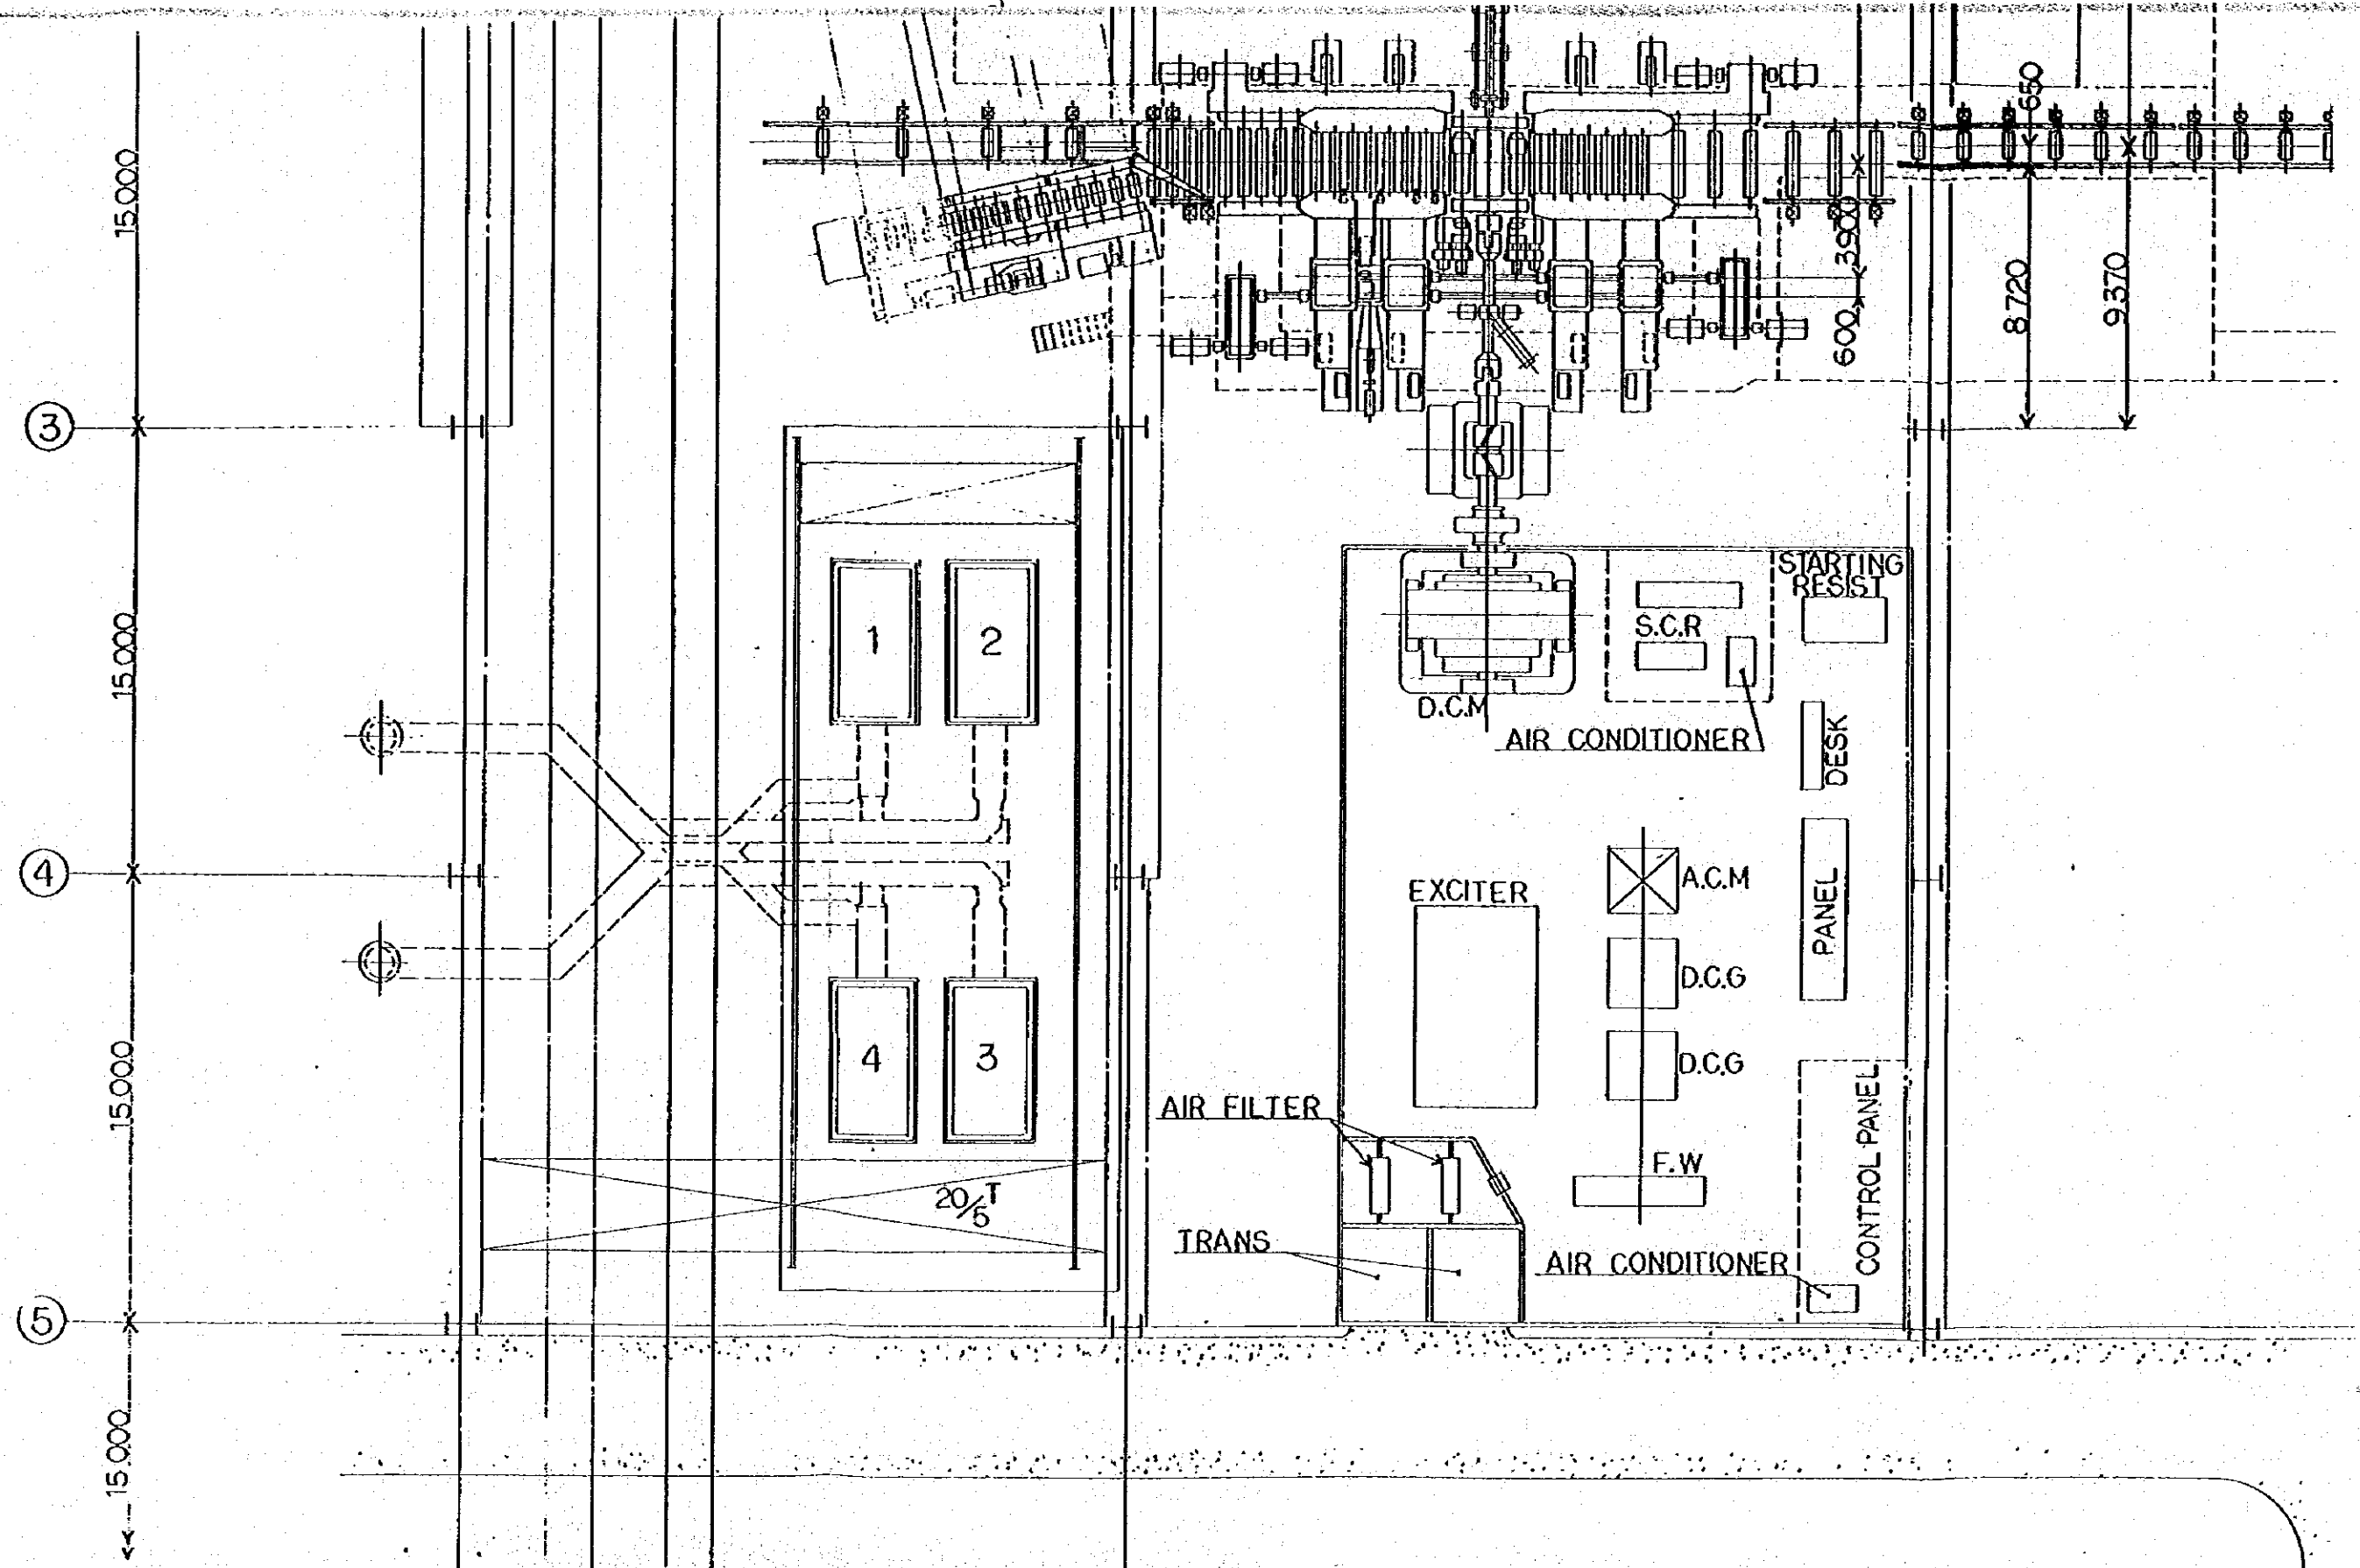 650
15.000
3900
8720
9370
600
3
STARTING
RESIST
1
2
S.C.R
15.000
D.C.M
AIR CONDITIONER
DESK
4
A.C.M
EXCITER
PANEL
D.C.G
4
3
D.C.G
15.000
AIR FILTER
CONTROL PANEL
F.W
20/5T
TRANS
AIR CONDITIONER
5
15.000